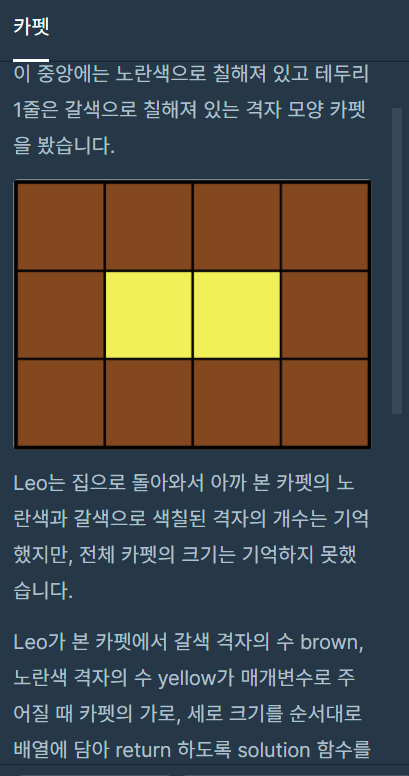 카펫
이 중앙에는 노란색으로 칠해져 있고 테두리
1줄은 갈색으로 칠해져 있는 격자 모양 카펫
을 봤습니다.
Leo는 집으로 돌아와서 아까 본 카펫의 노
란색과 갈색으로 색칠된 격자의 개수는 기억
했지만, 전체 카펫의 크기는 기억하지 못했
습니다.
Leo가 본 카펫에서 갈색 격자의 수 brown,
노란색 격자의 수 yellow가 매개변수로 주
어질 때 카펫의 가로, 세로 크기를 순서대로
배열에 담아 return 하도록 solution 함수를